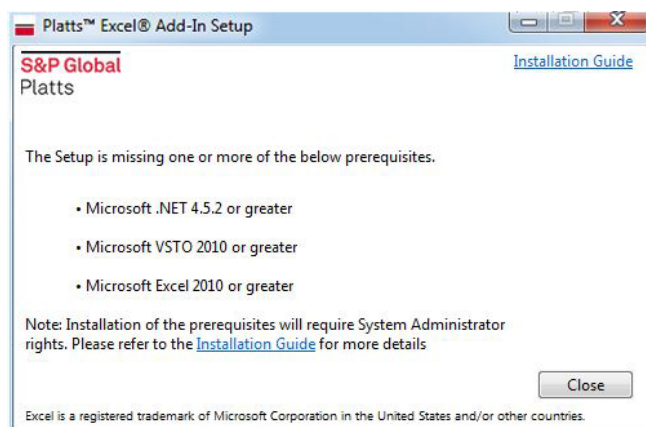 Platts™ Excel® Add-In Setup
S&P Global
Platts
Installation Guide
The Setup is missing one or more of the below prerequisites.
• Microsoft .NET 4.5.2 or greater
• Microsoft VSTO 2010 or greater
• Microsoft Excel 2010 or greater
Note: Installation of the prerequisites will require System Administrator
rights. Please refer to the Installation Guide for more details
Close
Excel is a registered trademark of Microsoft Corporation in the United States and/or other countries.